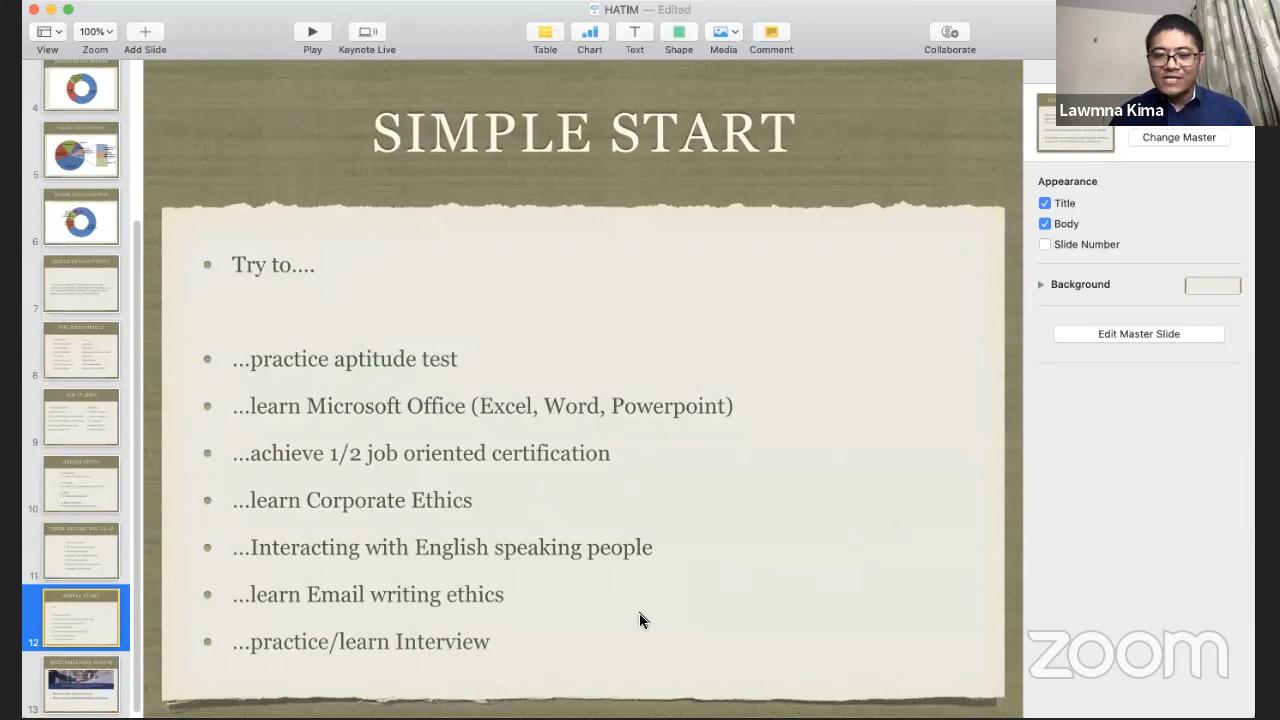 HATIM — Edited
View
100%
Zoom
Add Slide
Play
Keynote Live
Table
Chart
Text
Shape
Media
Comment
Collaborate
Lawmna Kima
Change Master
Appearance
Title
Body
Slide Number
Background
Edit Master Slide
4
5
6
7
8
9
10
11
12
13
SIMPLE START
Try to....
...practice aptitude test
...learn Microsoft Office (Excel, Word, Powerpoint)
...achieve 1/2 job oriented certification
...learn Corporate Ethics
...Interacting with English speaking people
...learn Email writing ethics
...practice/learn Interview
zoom